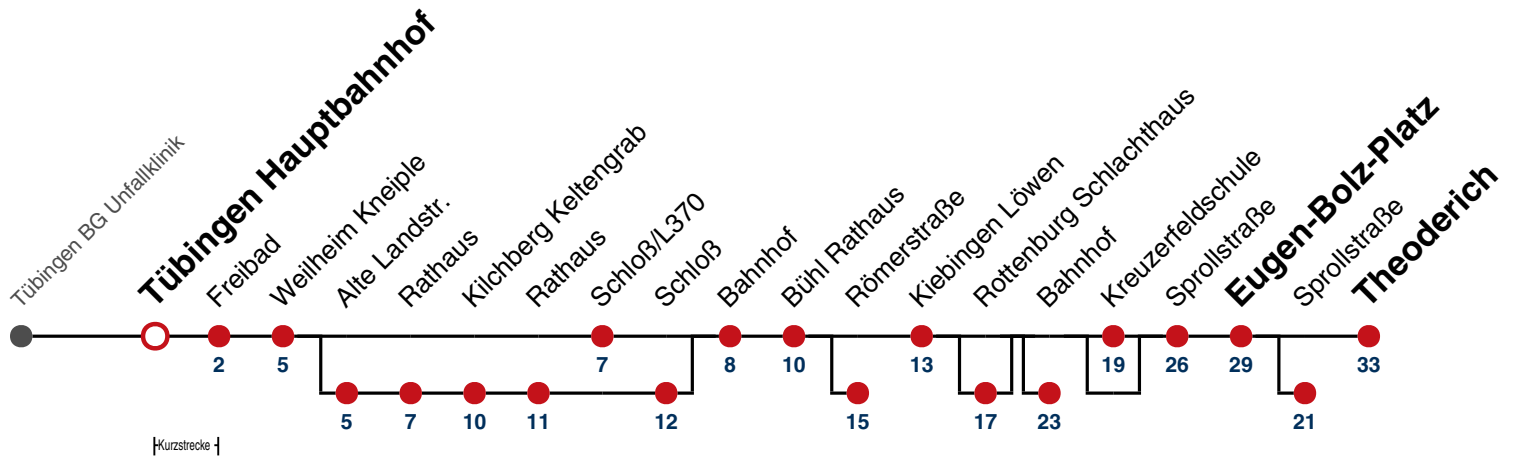 Tübingen BG Unfallklinik
Tübingen Hauptbahnhof
Freibad
Weilheim Kneiple
Alte Landstr.
Rathaus
Kilchberg Keltengrab
Rathaus
Schloß/L370
Schloß
Bahnhof
Bühl Rathaus
Römerstraße
Kiebingen Löwen
Rottenburg Schlachthaus
Bahnhof
Kreuzerfeldschule
Sprollstraße
Eugen-Bolz-Platz
Sprollstraße
Theoderich
2 5 7 8 10 13 19 26 29 33
5 7 10 11 12 15 17 23 21
Kurzstrecke